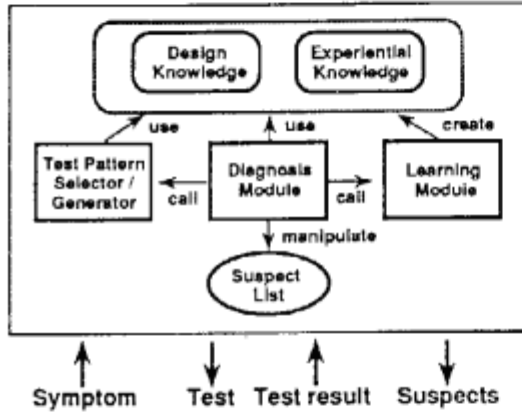 Design
Knowledge
Experiential
Knowledge
use
use
create
Test Pattern
Selector /
Generator
call
Diagnosis
Module
call
Learning
Module
manipulate
Suspect
List
Symptom
Test
Test result
Suspects